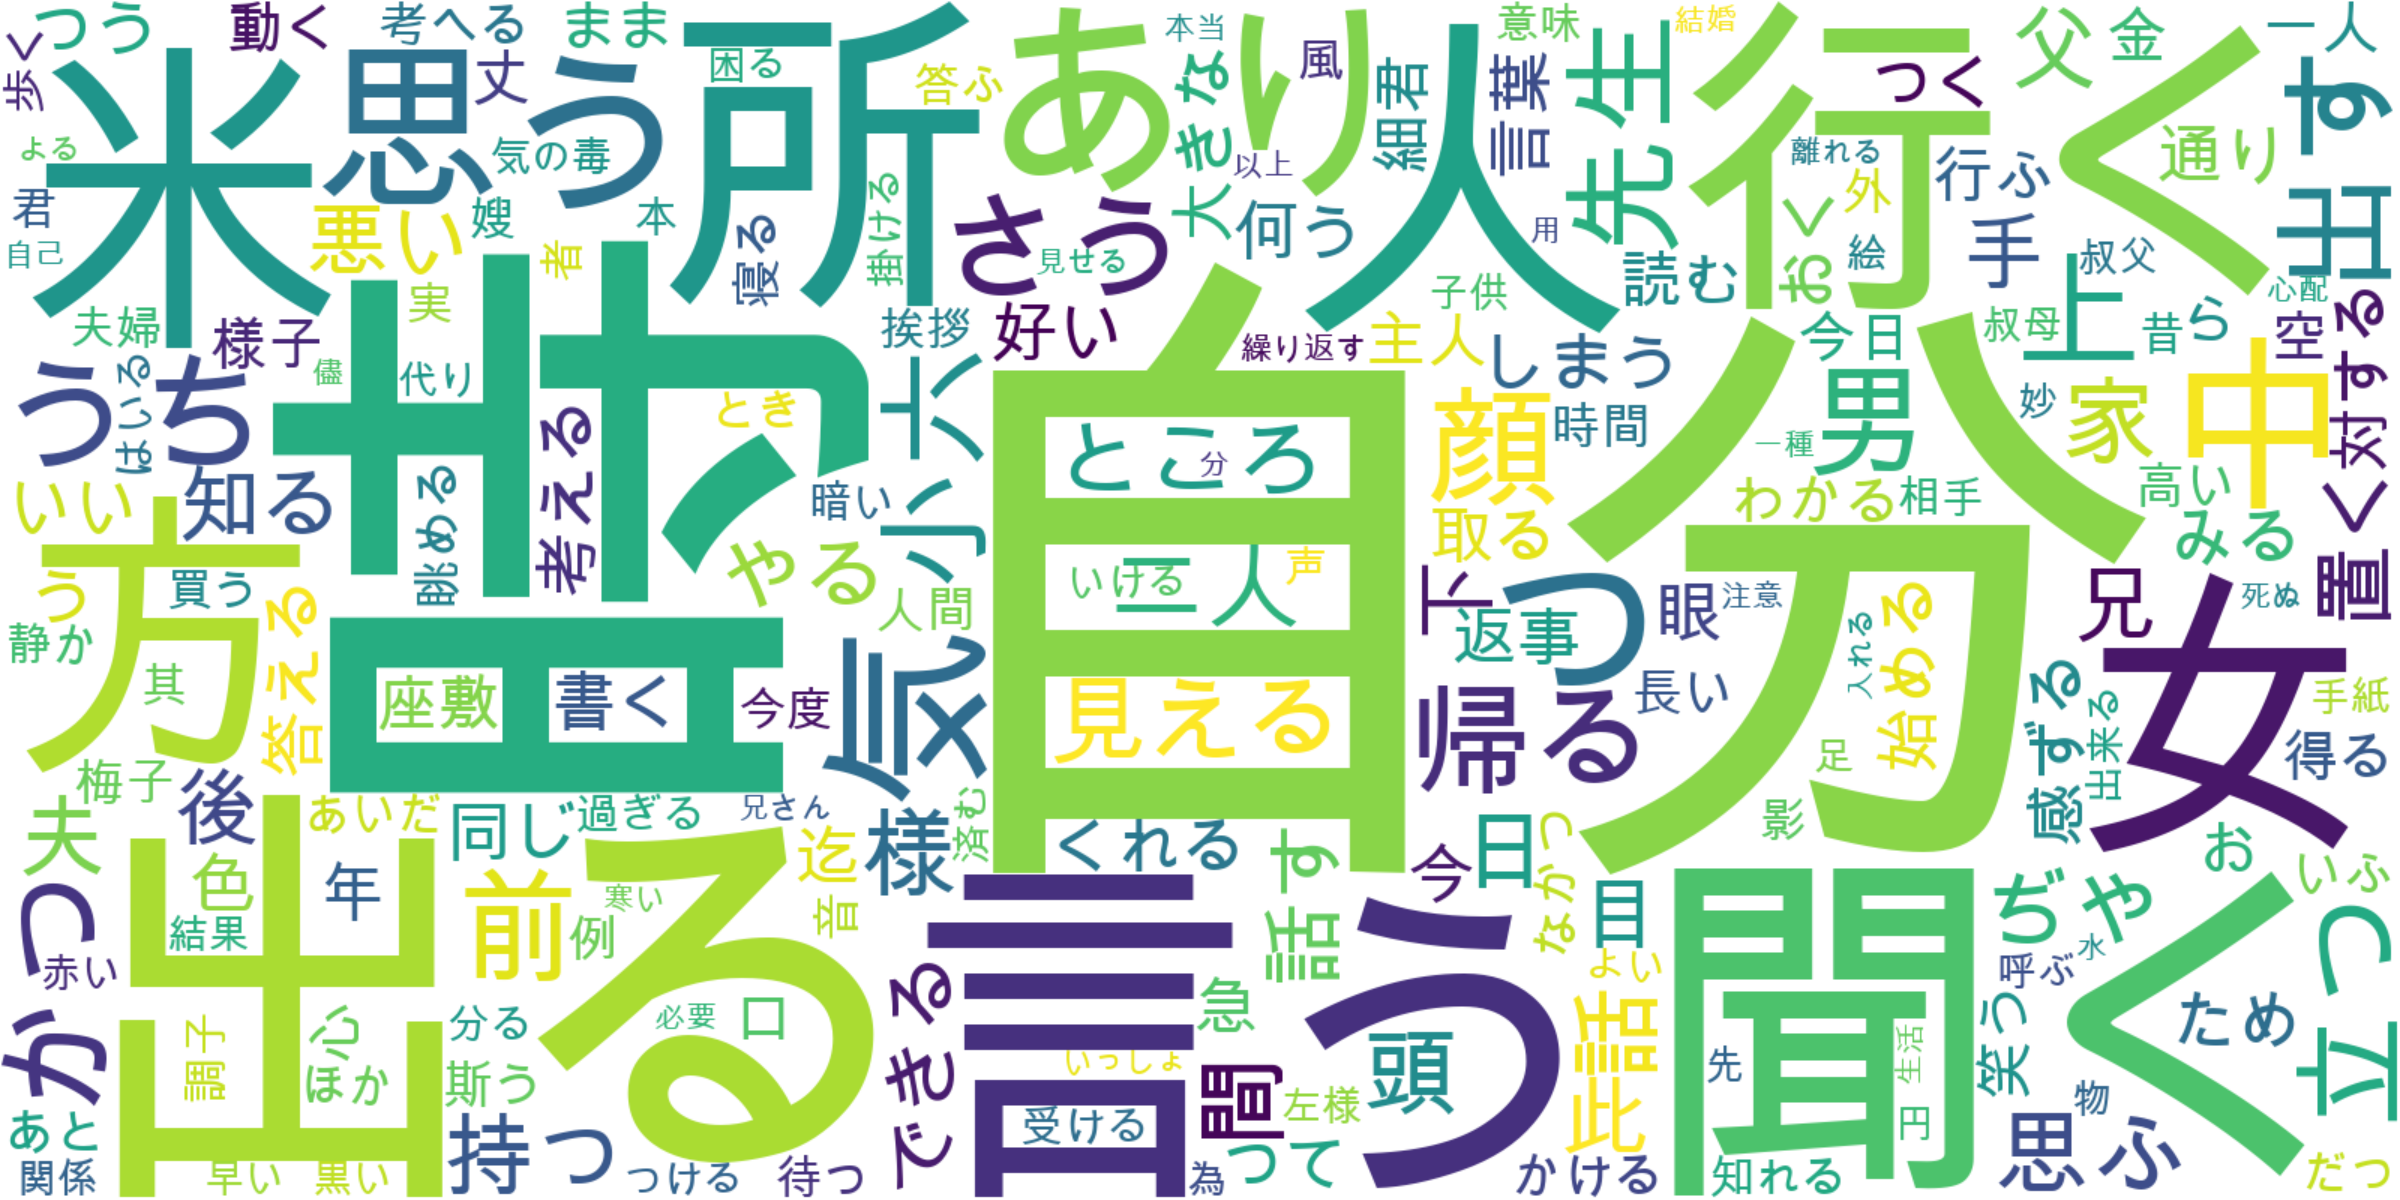 歩く
つう
動く
考へる
まま
所
あり
本当
風
意味
結婚
行く
父
金
一人
米
思う
丈
困る
答ふ
大きな
人
細君
言葉
先生
つく
通り
出す
よる
君
自己
悪い
気の毒
嫂
本
者
寝る
掛ける
さう
以上
見せる
何う
用
読む
離れる
外
おく
絵
行ふ
手
叔父
上
心配
夫婦
様子
実
儘
代り
世
挨拶
好い
繰り返す
主人
子供
しまう
今日
叔母
昔
ら
空
対する
うち
はいる
知る
いい
眺める
考える
とき
暗い
小六
ところ
分
自分
顔
時間
男
一種
妙
家
中
高い
わかる
相手
取る
みる
置く
方
う
買う
静か
其
答える
やる
人間
二人
いける
声
下
返事
つ
眼
注意
入れる
始める
兄
女
死ぬ
座敷
書く
今度
気
見える
帰る
長い
足
影
感ずる
出来る
手紙
得る
梅子
後
夫
あいだ
同じ
過ぎる
兄さん
迄
様
済む
くれる
話す
今
日
なかつ
目
聞く
ぢや
お
いふ
かつ
色
年
結果
赤い
前
例
寒い
音
出る
調子
心
ほか
分る
斯う
必要
口
言う
できる
急
いっしょ
受ける
間
左様
頭
よい
話
此
先
生活
円
笑う
呼ぶ
水
ため
立つ
物
あと
関係
早い
黒い
持つ
つける
待つ
為
つて
かける
知れる
思ふ
だつ